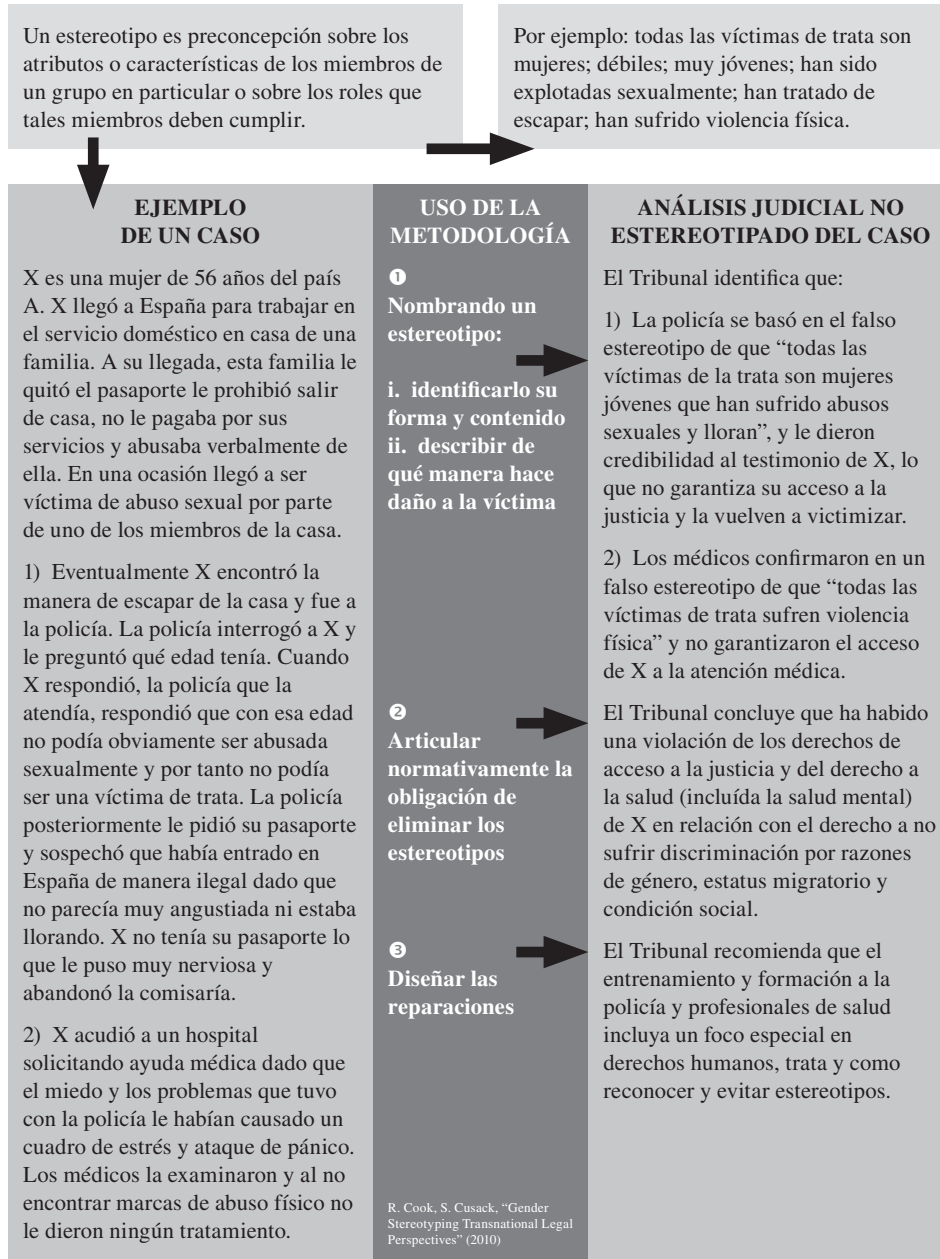 Un estereotipo es preconcepción sobre los
atributos o características de los miembros de
un grupo en particular o sobre los roles que
tales miembros deben cumplir.
Por ejemplo: todas las víctimas de trata son
mujeres; débiles; muy jóvenes; han sido
explotadas sexualmente; han tratado de
escapar; han sufrido violencia física.
EJEMPLO
DE UN CASO
X es una mujer de 56 años del país
A. X llegó a España para trabajar en
el servicio doméstico en casa de una
familia. A su llegada, esta familia le
quitó el pasaporte le prohibió salir
de casa, no le pagaba por sus
servicios y abusaba verbalmente de
ella. En una ocasión llegó a ser
víctima de abuso sexual por parte
de uno de los miembros de la casa.
1) Eventualmente X encontró la
manera de escapar de la casa y fue a
la policía. La policía interrogó a X y
le preguntó qué edad tenía. Cuando
X respondió, la policía que la
atendía, respondió que con esa edad
no podía obviamente ser abusada
sexualmente y por tanto no podía
ser una víctima de trata. La policía
posteriormente le pidió su pasaporte
y sospechó que había entrado en
España de manera ilegal dado que
no parecía muy angustiada ni estaba
llorando. X no tenía su pasaporte lo
que le puso muy nerviosa y
abandonó la comisaría.
2) X acudió a un hospital
solicitando ayuda médica dado que
el miedo y los problemas que tuvo
con la policía le habían causado un
cuadro de estrés y ataque de pánico.
Los médicos la examinaron y al no
encontrar marcas de abuso físico no
le dieron ningún tratamiento.
USO DE LA
METODOLOGÍA
❶
Nombrando un
estereotipo:
i. identificarlo su
forma y contenido
ii. describir de
qué manera hace
daño a la víctima
❷
Articular
normativamente la
obligación de
eliminar los
estereotipos
❸
Diseñar las
reparaciones
R. Cook, S. Cusack, “Gender
Stereotyping Transnational Legal
Perspectives” (2010)
ANÁLISIS JUDICIAL NO
ESTEREOTIPADO DEL CASO
El Tribunal identifica que:
1) La policía se basó en el falso
estereotipo de que “todas las
víctimas de la trata son mujeres
jóvenes que han sufrido abusos
sexuales y lloran”, y le dieron
credibilidad al testimonio de X, lo
que no garantiza su acceso a la
justicia y la vuelven a victimizar.
2) Los médicos confirmaron en un
falso estereotipo de que “todas las
víctimas de trata sufren violencia
física” y no garantizaron el acceso
de X a la atención médica.
El Tribunal concluye que ha habido
una violación de los derechos de
acceso a la justicia y del derecho a
la salud (incluída la salud mental)
de X en relación con el derecho a no
sufrir discriminación por razones
de género, estatus migratorio y
condición social.
El Tribunal recomienda que el
entrenamiento y formación a la
policía y profesionales de salud
incluya un foco especial en
derechos humanos, trata y como
reconocer y evitar estereotipos.